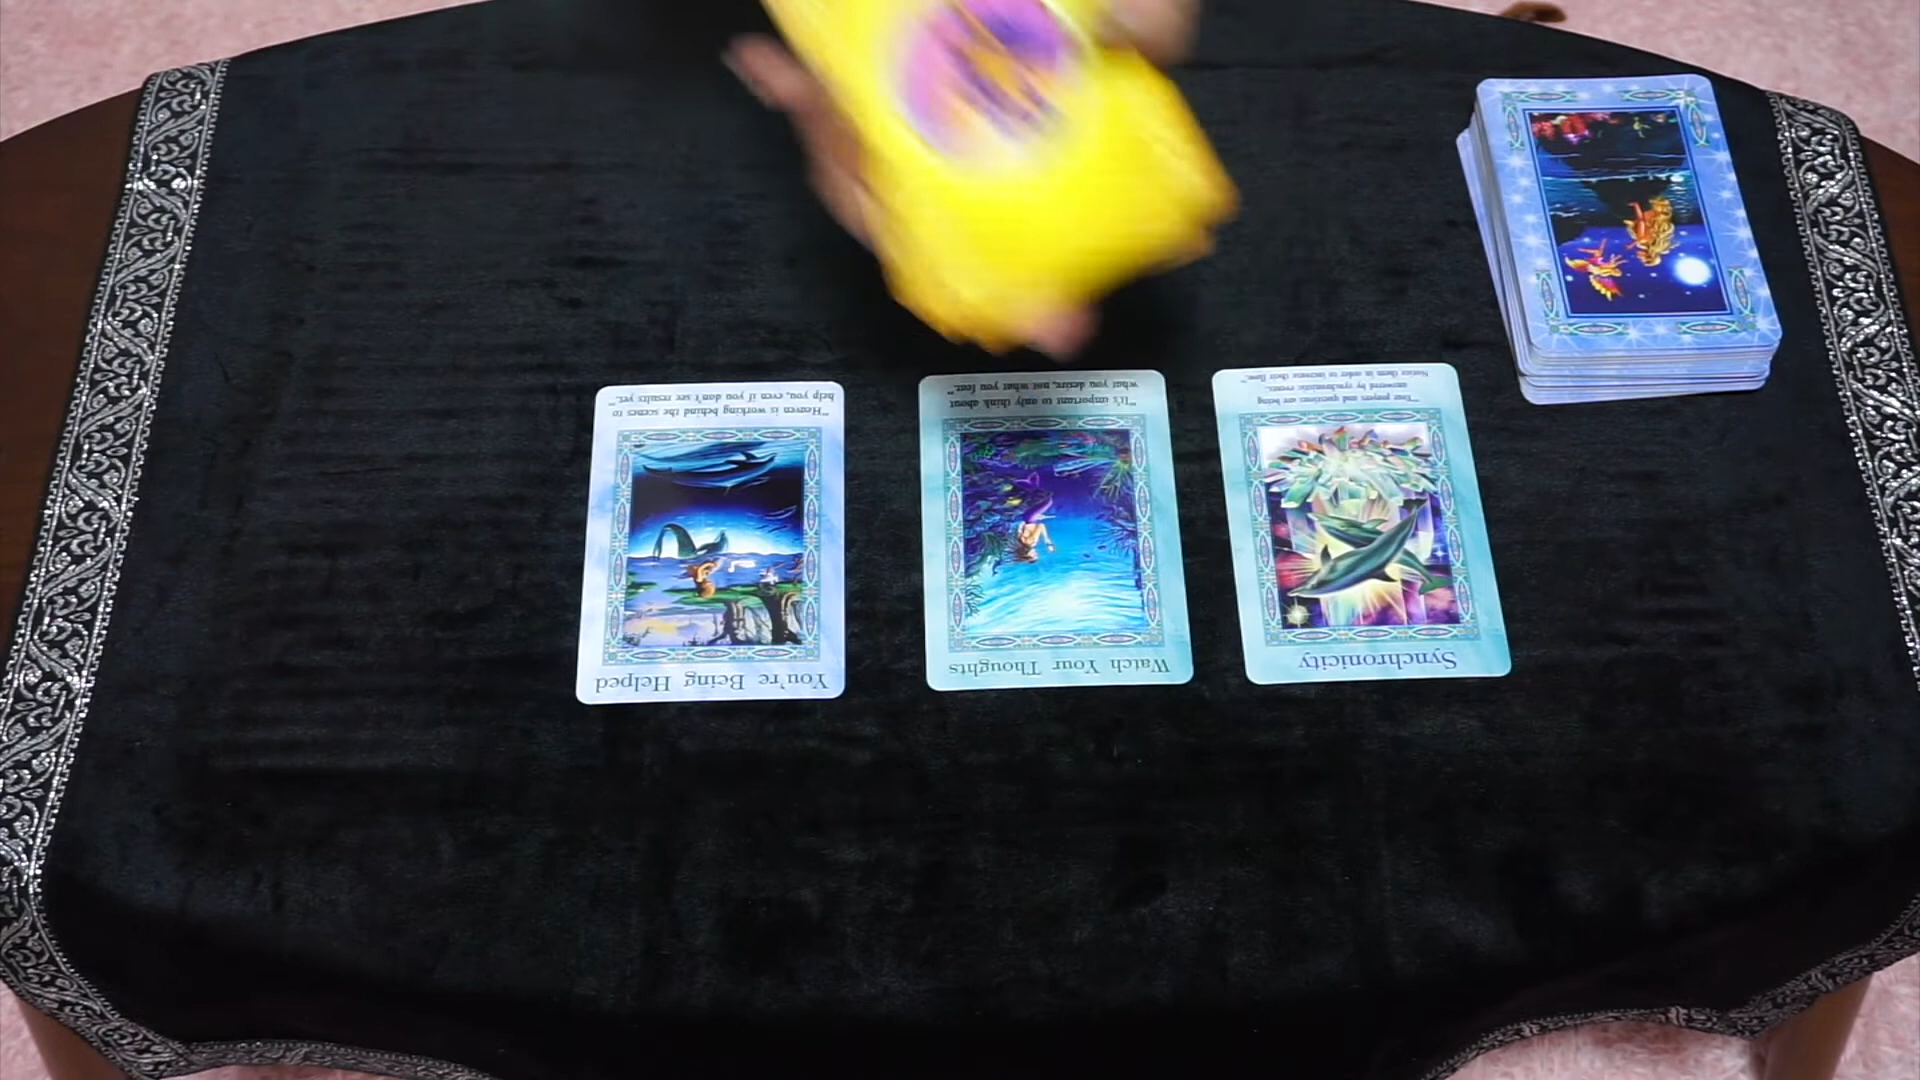 "Heaven is working behind the scenes to
help you, even if you don't see results yet."
You're Being Helped
"It's important to only think about
what you desire, not what you fear."
Watch Your Thoughts
"Your prayers and questions are being
answered by synchronistic events.
Notice them in order to increase their flow."
Synchronicity